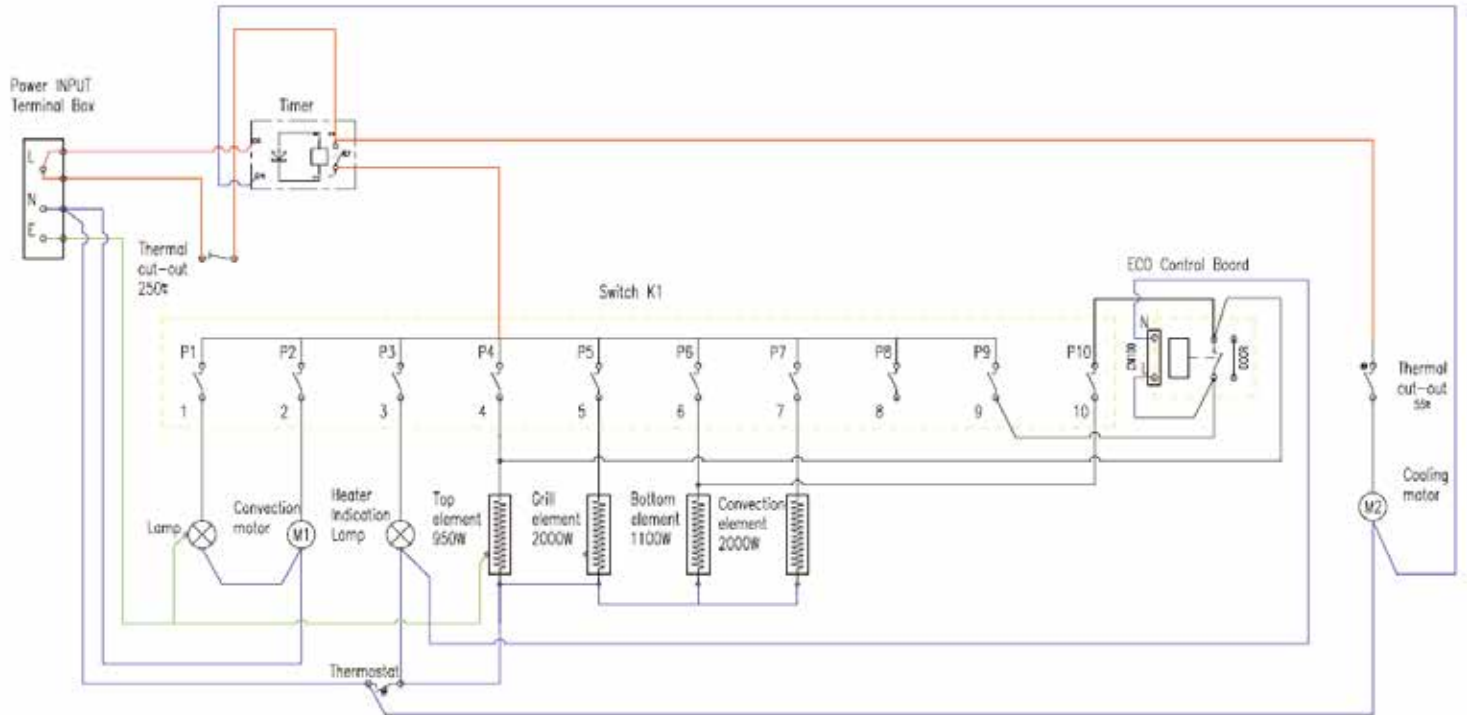 Power INPUT
Terminal Box
Timer
L
N
E
Thermal
cut-out
250℃
Switch K1
ECO Control Board
P1
P2
P3
P4
P5
P6
P7
P8
P9
P10
N
CN100
DOOR
Thermal
cut-out
55℃
1
2
3
4
5
6
7
8
9
10
Lamp
Convection
motor
M1
Heater
Indication
Lamp
Top
element
950W
Grill
element
2000W
Bottom
element
1100W
Convection
element
2000W
Cooling
motor
M2
Thermostat